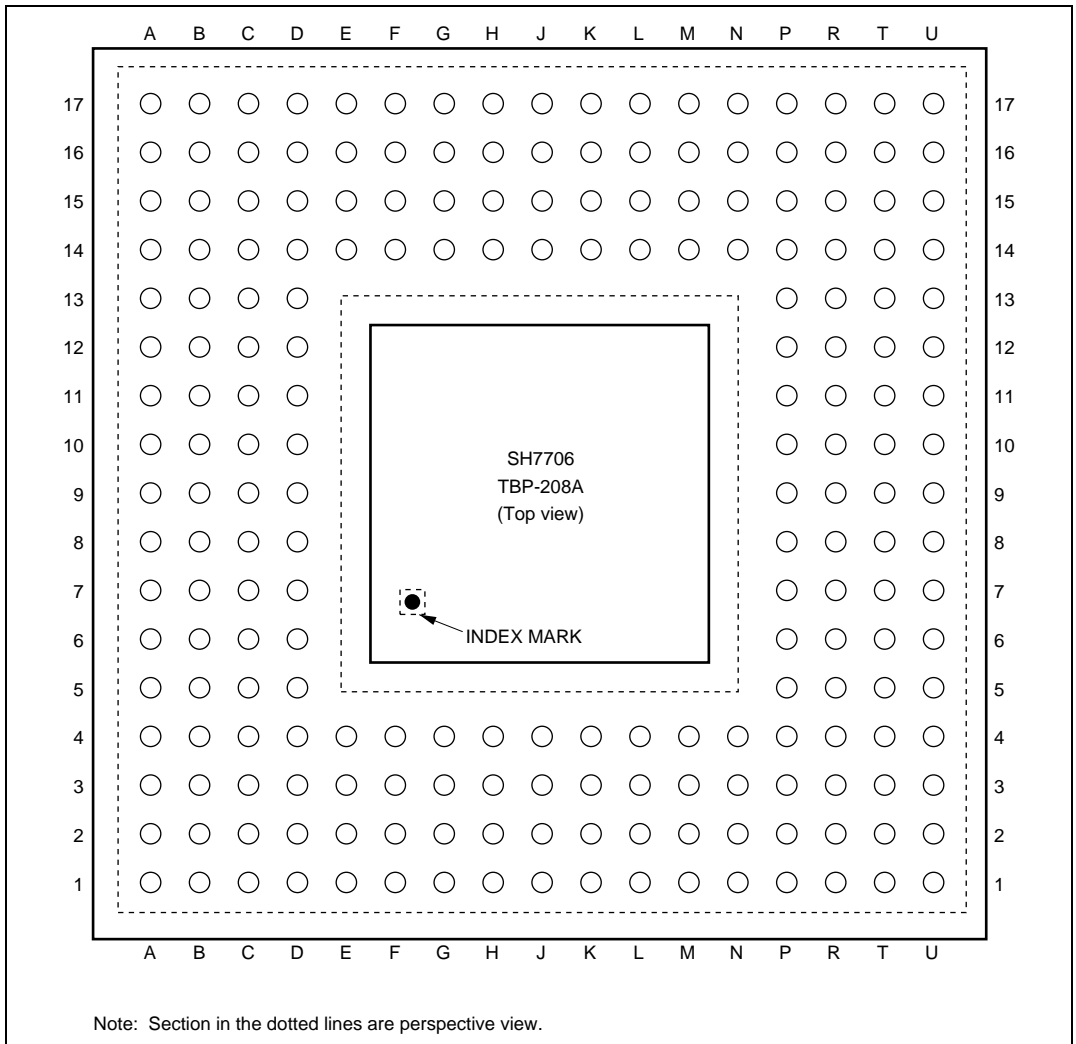 A B C D E F G H J K L M N P R T U
17 17
16 16
15 15
14 14
13 13
12 12
11 11
10 10
9 9
8 8
7 7
6 6
5 5
4 4
3 3
2 2
1 1
SH7706
TBP-208A
(Top view)
INDEX MARK
A B C D E F G H J K L M N P R T U
Note: Section in the dotted lines are perspective view.